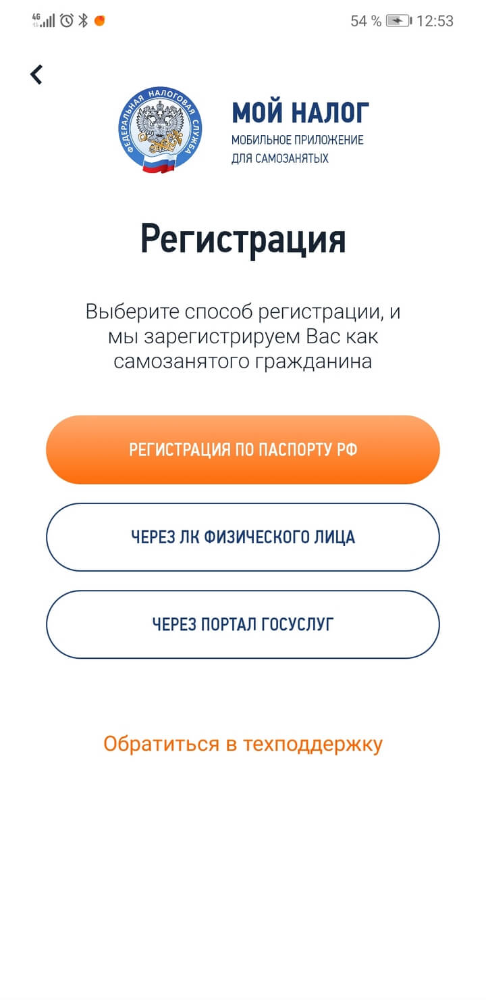 4G
54 %
12:53
ФЕДЕРАЛЬНАЯ НАЛОГОВАЯ СЛУЖБА
МОЙ НАЛОГ
МОБИЛЬНОЕ ПРИЛОЖЕНИЕ
ДЛЯ САМОЗАНЯТЫХ
Регистрация
Выберите способ регистрации, и
мы зарегистрируем Вас как
самозанятого гражданина
РЕГИСТРАЦИЯ ПО ПАСПОРТУ РФ
ЧЕРЕЗ ЛК ФИЗИЧЕСКОГО ЛИЦА
ЧЕРЕЗ ПОРТАЛ ГОСУСЛУГ
Обратиться в техподдержку